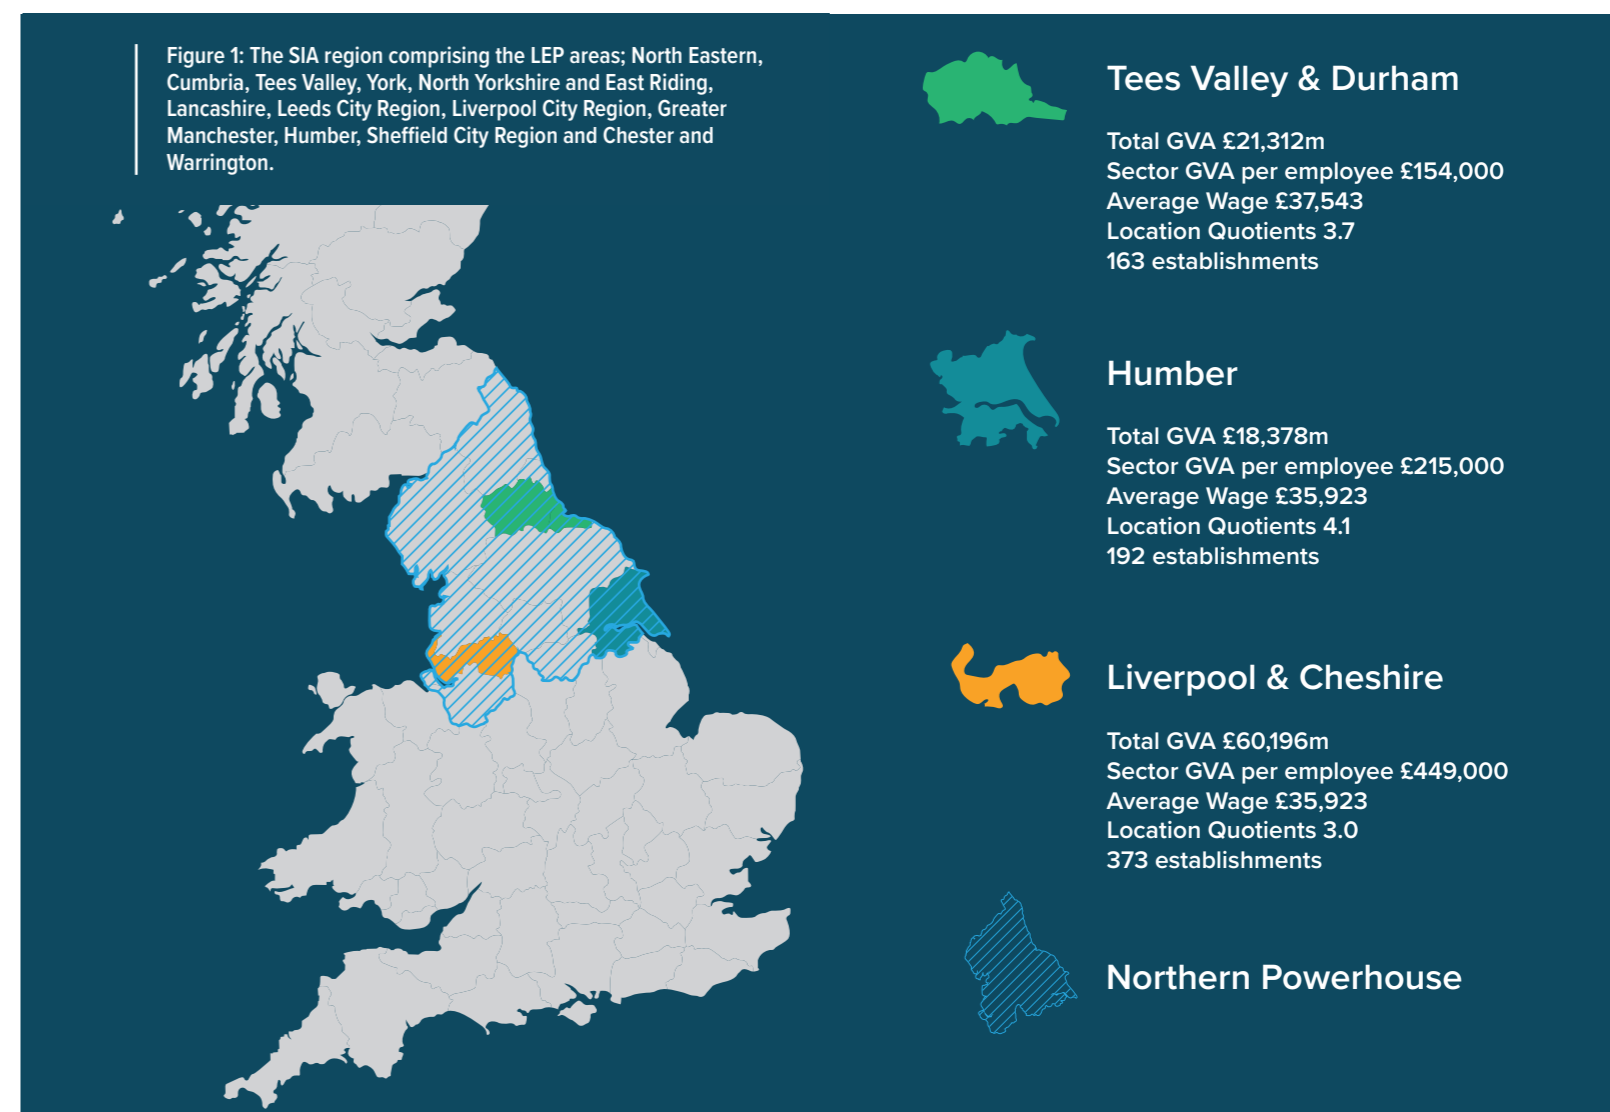 Figure 1: The SIA region comprising the LEP areas; North Eastern,
Cumbria, Tees Valley, York, North Yorkshire and East Riding,
Lancashire, Leeds City Region, Liverpool City Region, Greater
Manchester, Humber, Sheffield City Region and Chester and
Warrington.
Tees Valley & Durham
Total GVA £21,312m
Sector GVA per employee £154,000
Average Wage £37,543
Location Quotients 3.7
163 establishments
Humber
Total GVA £18,378m
Sector GVA per employee £215,000
Average Wage £35,923
Location Quotients 4.1
192 establishments
Liverpool & Cheshire
Total GVA £60,196m
Sector GVA per employee £449,000
Average Wage £35,923
Location Quotients 3.0
373 establishments
Northern Powerhouse